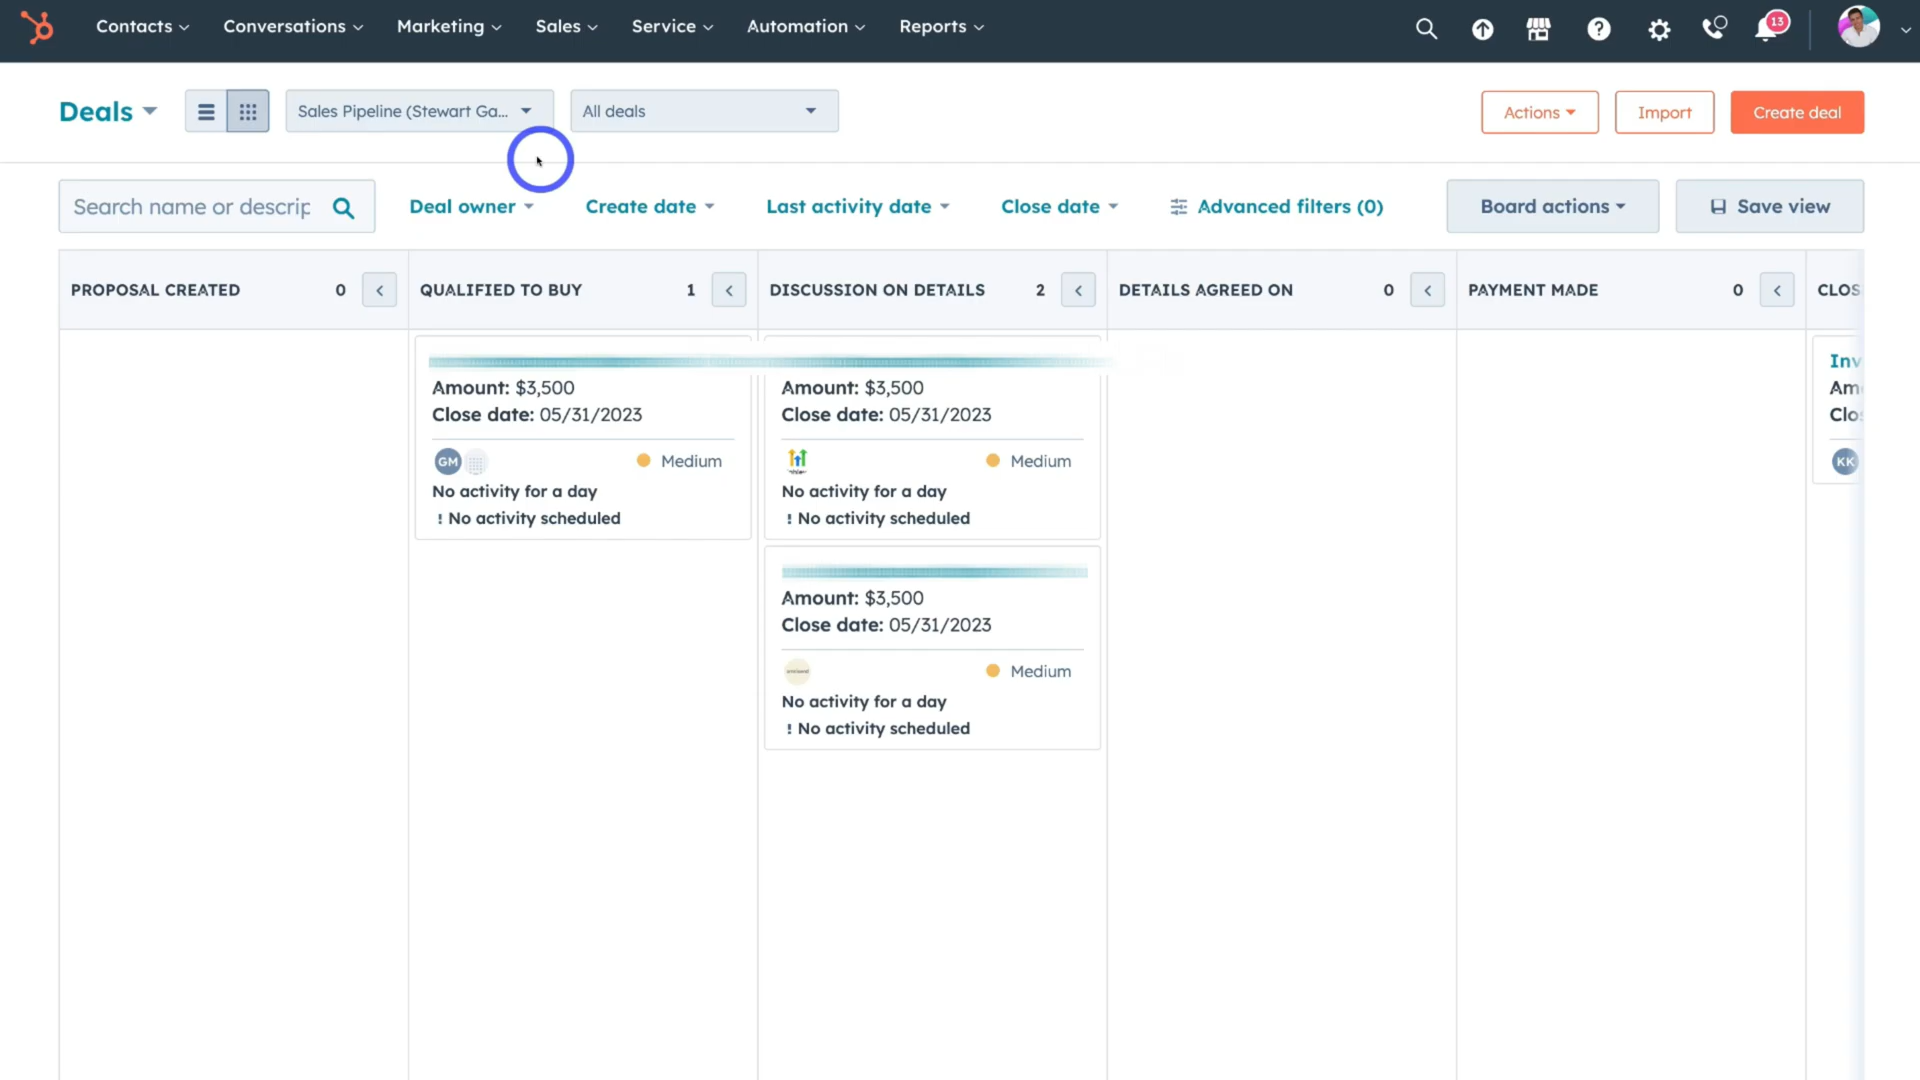 Contacts Conversations Marketing Sales Service Automation Reports 13
Deals Sales Pipeline (Stewart Ga... All deals Actions Import Create deal
Search name or descrip Deal owner Create date Last activity date Close date Advanced filters (0) Board actions Save view
PROPOSAL CREATED 0 QUALIFIED TO BUY 1 DISCUSSION ON DETAILS 2 DETAILS AGREED ON 0 PAYMENT MADE 0 CLOS
Amount: $3,500
Close date: 05/31/2023
GM Medium
No activity for a day
! No activity scheduled
Amount: $3,500
Close date: 05/31/2023
Medium
No activity for a day
! No activity scheduled
Amount: $3,500
Close date: 05/31/2023
Medium
No activity for a day
! No activity scheduled
Inv
Am
Clos
KK